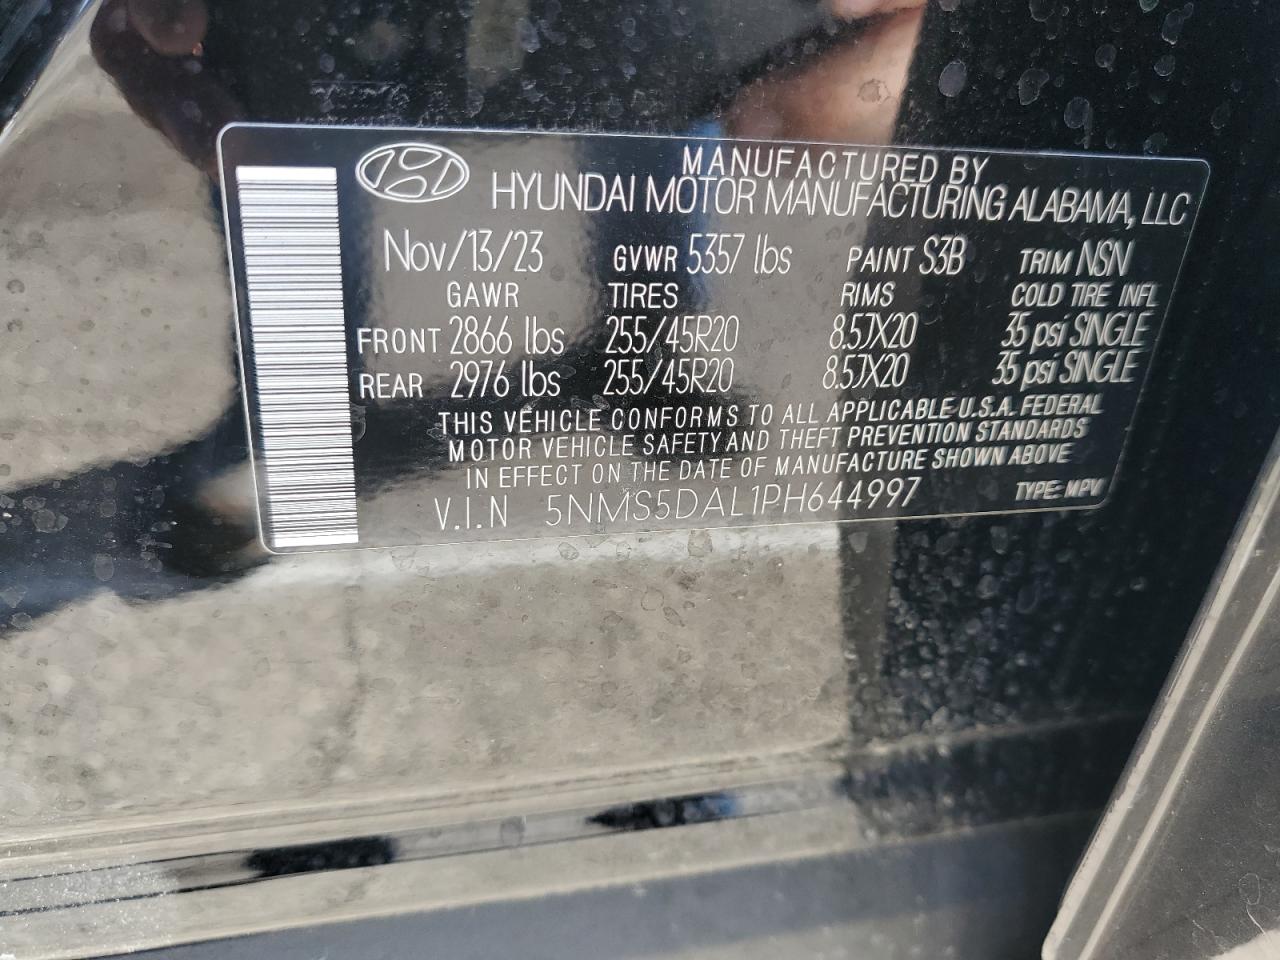 MANUFACTURED BY
HYUNDAI MOTOR MANUFACTURING ALABAMA, LLC
Nov/13/23 GVWR 5357 lbs PAINT S3B TRIM NSN
GAWR TIRES RIMS COLD TIRE INFL
FRONT 2866 lbs 255/45R20 8.5JX20 35 psi SINGLE
REAR 2976 lbs 255/45R20 8.5JX20 35 psi SINGLE
THIS VEHICLE CONFORMS TO ALL APPLICABLE U.S.A. FEDERAL
MOTOR VEHICLE SAFETY AND THEFT PREVENTION STANDARDS
IN EFFECT ON THE DATE OF MANUFACTURE SHOWN ABOVE
V.I.N 5NMS5DAL1PH644997 TYPE: MPV